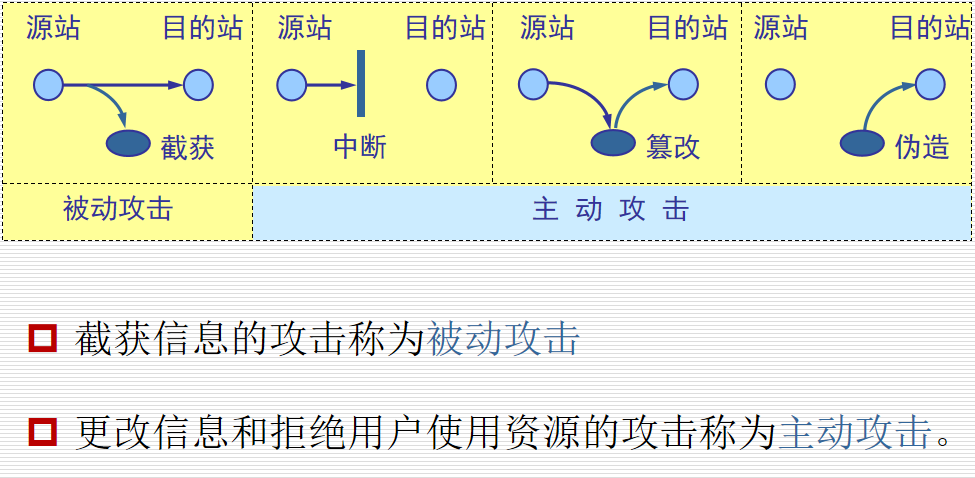 源站 目的站 源站 目的站 源站 目的站 源站 目的站
截获 中断 篡改 伪造
被动攻击 主 动 攻 击
截获信息的攻击称为被动攻击
更改信息和拒绝用户使用资源的攻击称为主动攻击。